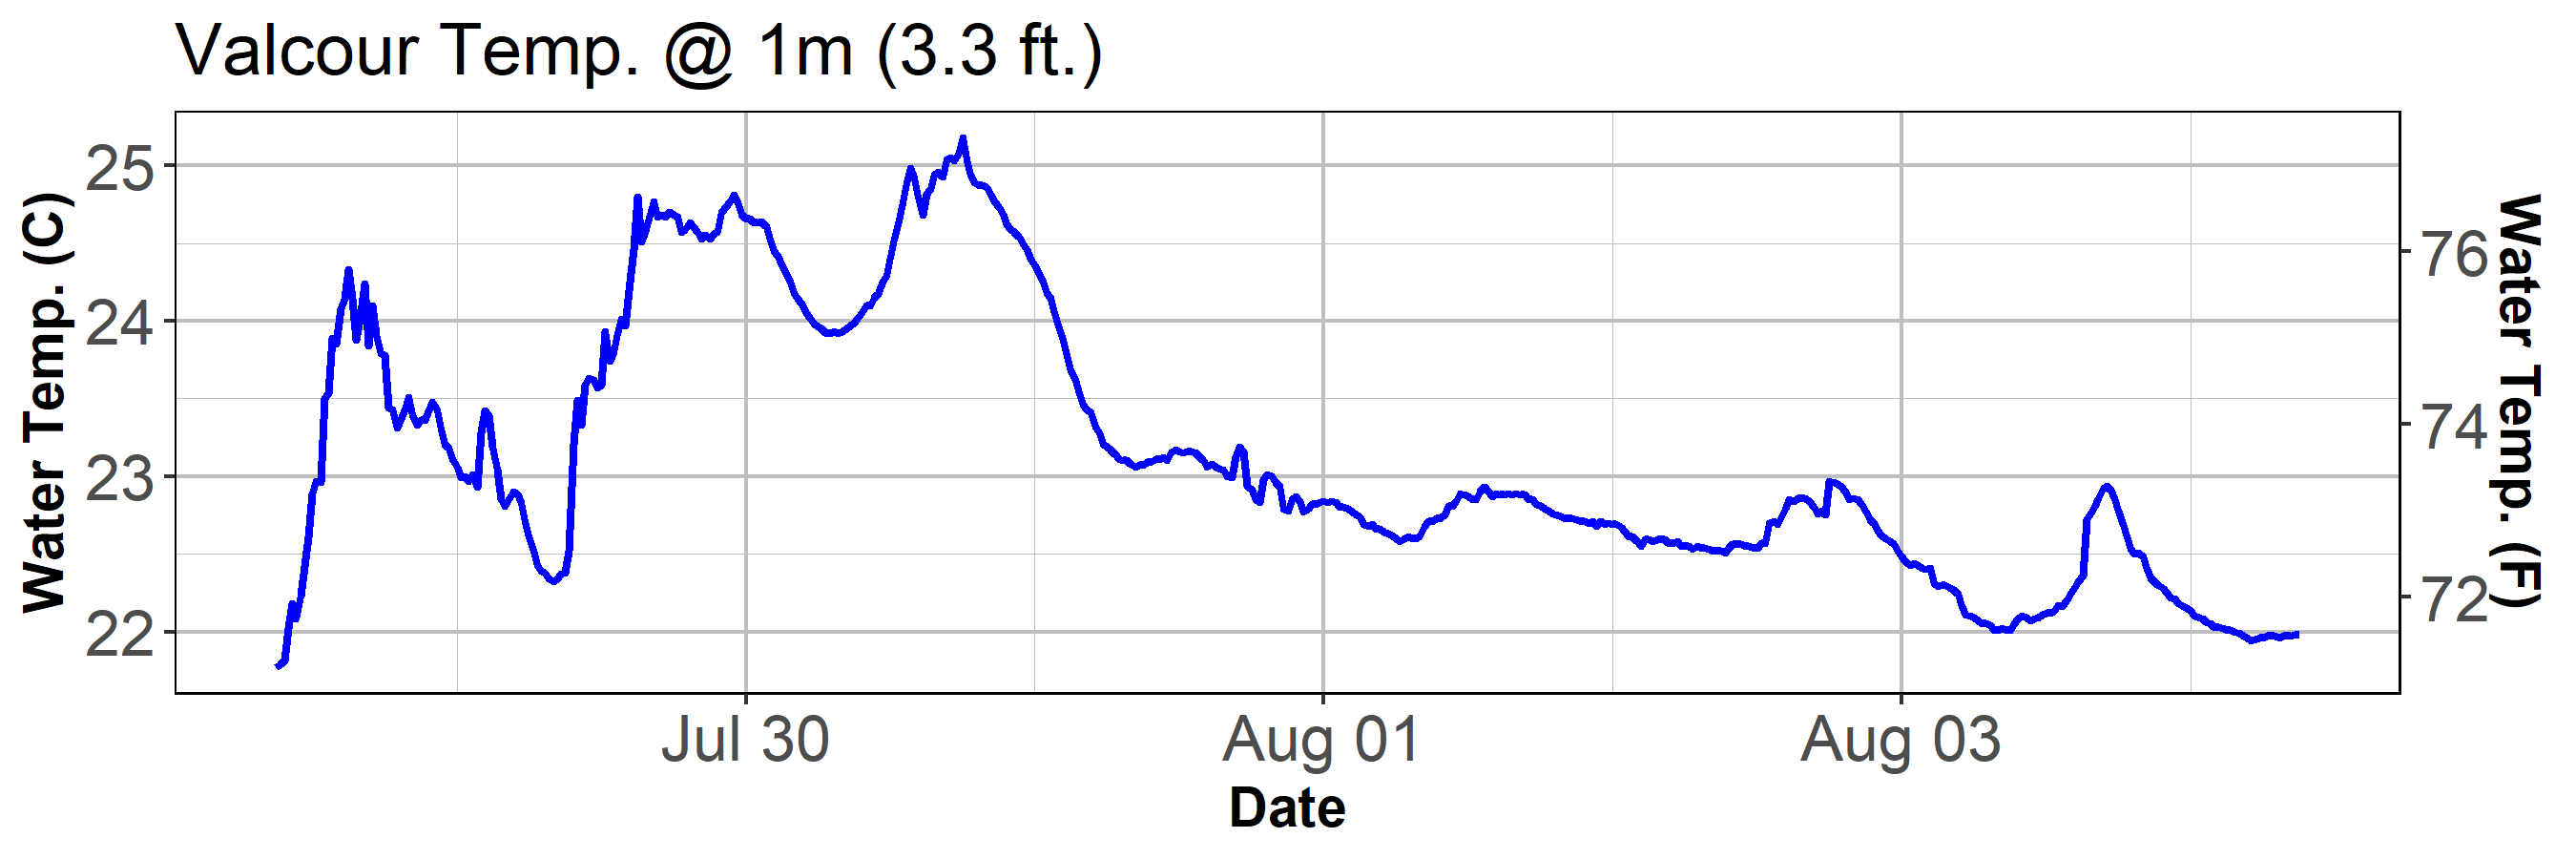 Valcour Temp. @ 1m (3.3 ft.)
Water Temp. (C)
25
24
23
22
76
74
72
Water Temp. (F)
Jul 30
Aug 01
Aug 03
Date